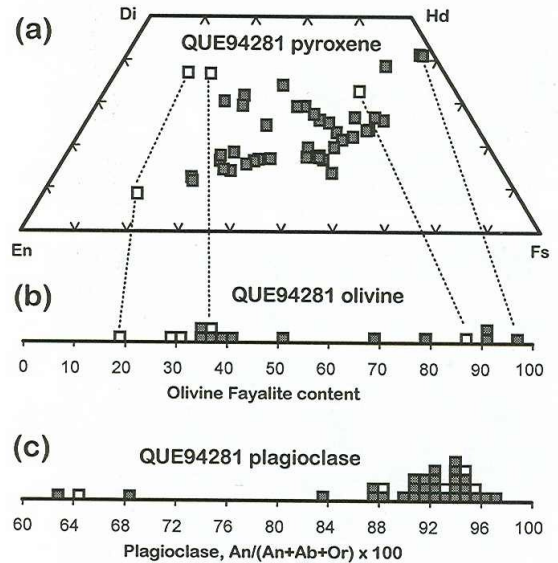 (a)
Di
Hd
QUE94281 pyroxene
En
Fs
(b)
QUE94281 olivine
0 10 20 30 40 50 60 70 80 90 100
Olivine Fayalite content
(c)
QUE94281 plagioclase
60 64 68 72 76 80 84 88 92 96 100
Plagioclase, An/(An+Ab+Or) x 100